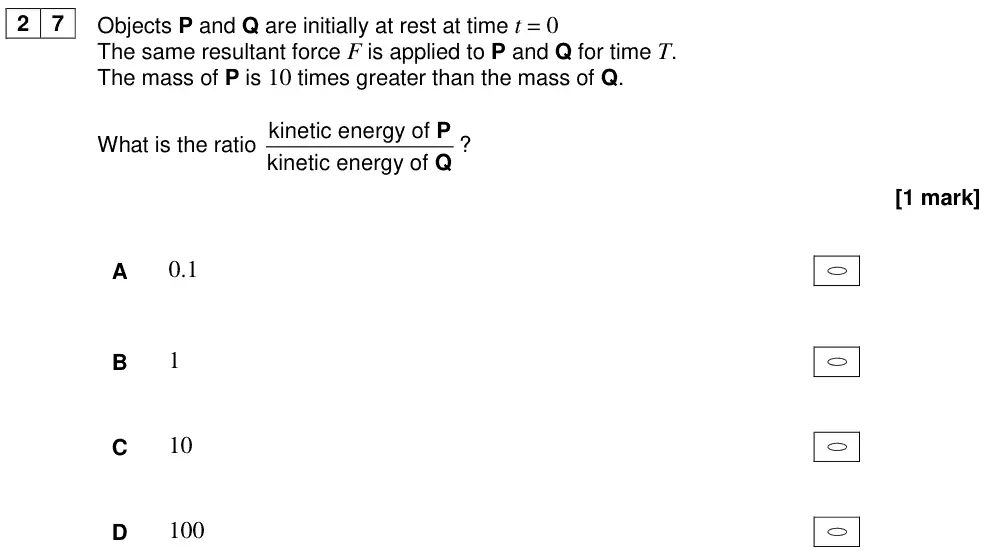 2 7 Objects P and Q are initially at rest at time t = 0
The same resultant force F is applied to P and Q for time T.
The mass of P is 10 times greater than the mass of Q.
What is the ratio kinetic energy of P / kinetic energy of Q ?
[1 mark]
A 0.1
B 1
C 10
D 100